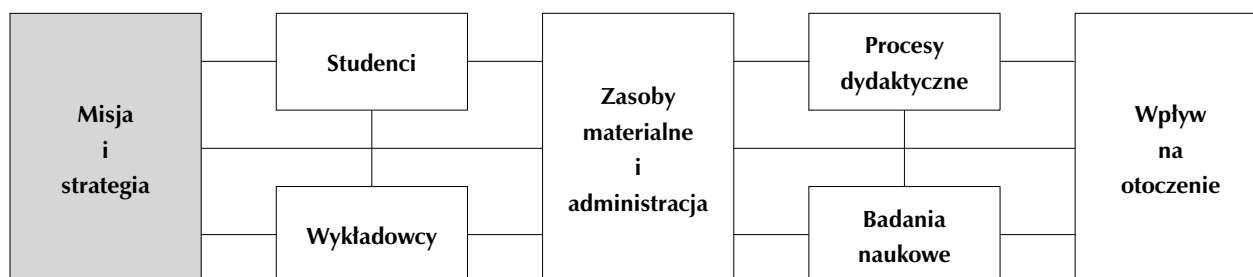 Misja
i
strategia
Studenci
Wykładowcy
Zasoby
materialne
i
administracja
Procesy
dydaktyczne
Badania
naukowe
Wpływ
na
otoczenie